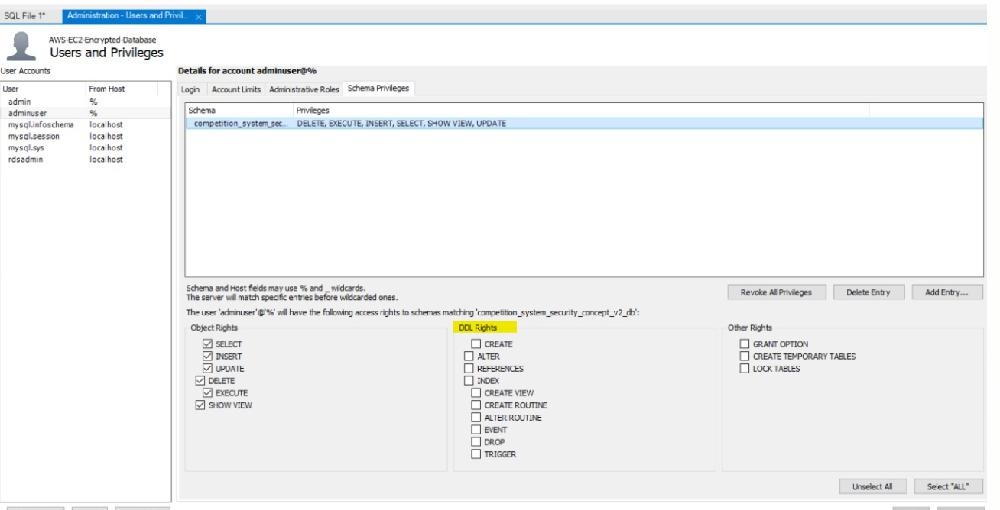 SQL File 1*
Administration - Users and Privil...
AWS-EC2-Encrypted-Database
Users and Privileges
User Accounts
User From Host
admin %
adminuser %
mysql.infoschema localhost
mysql.session localhost
mysql.sys localhost
rdsadmin localhost
Details for account adminuser@%
Login Account Limits Administrative Roles Schema Privileges
Schema Privileges
competition_system_sec... DELETE, EXECUTE, INSERT, SELECT, SHOW VIEW, UPDATE
Schema and Host fields may use % and _ wildcards.
The server will match specific entries before wildcarded ones.
Revoke All Privileges Delete Entry Add Entry...
The user 'adminuser'@'%' will have the following access rights to schemas matching 'competition_system_security_concept_v2_db':
Object Rights
SELECT
INSERT
UPDATE
DELETE
EXECUTE
SHOW VIEW
DDL Rights
CREATE
ALTER
REFERENCES
INDEX
CREATE VIEW
CREATE ROUTINE
ALTER ROUTINE
EVENT
DROP
TRIGGER
Other Rights
GRANT OPTION
CREATE TEMPORARY TABLES
LOCK TABLES
Unselect All Select "ALL"